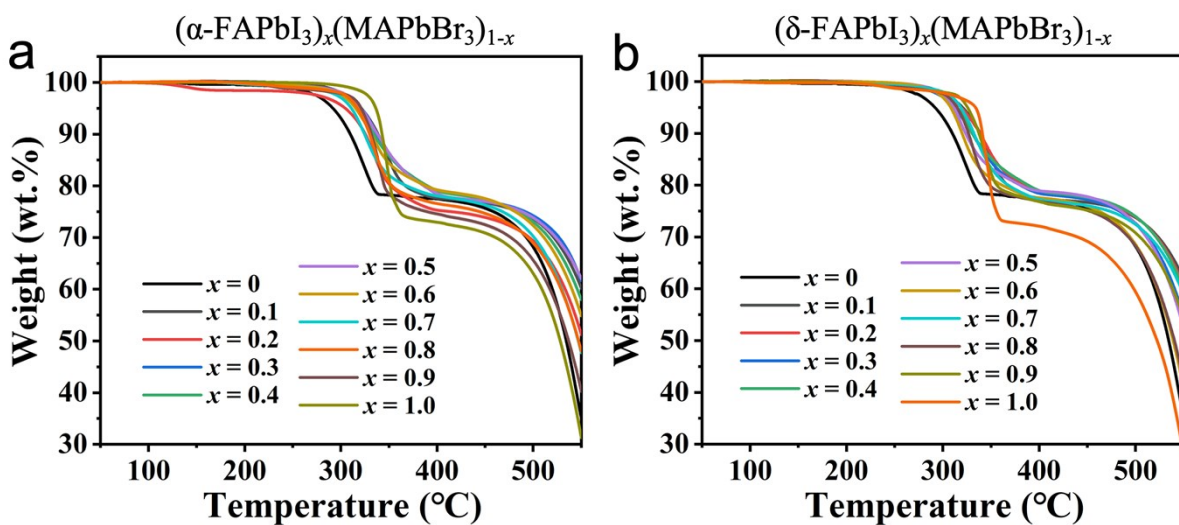 a
(α-FAPbI₃)ₓ(MAPbBr₃)₁₋ₓ
Weight (wt.%)
100
90
80
70
60
50
40
30
x = 0
x = 0.1
x = 0.2
x = 0.3
x = 0.4
x = 0.5
x = 0.6
x = 0.7
x = 0.8
x = 0.9
x = 1.0
100 200 300 400 500
Temperature (°C)
b
(δ-FAPbI₃)ₓ(MAPbBr₃)₁₋ₓ
Weight (wt.%)
100
90
80
70
60
50
40
30
x = 0
x = 0.1
x = 0.2
x = 0.3
x = 0.4
x = 0.5
x = 0.6
x = 0.7
x = 0.8
x = 0.9
x = 1.0
100 200 300 400 500
Temperature (°C)